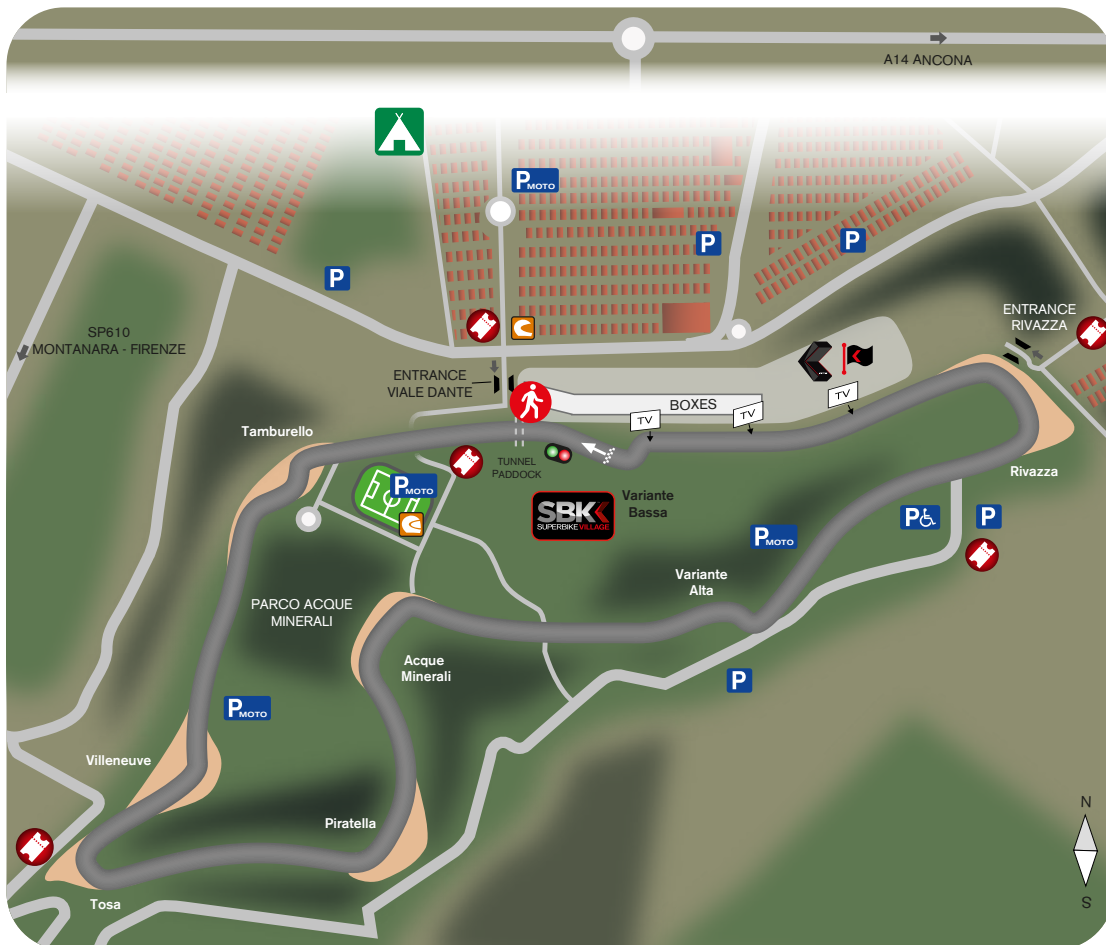 A14 ANCONA
P MOTO
P
P
P
SP610
MONTANARA - FIRENZE
ENTRANCE
RIVAZZA
ENTRANCE
VIALE DANTE
BOXES
TV
TV
TV
Tamburello
TUNNEL
PADDOCK
P MOTO
SBK
SUPERBIKE VILLAGE
Variante
Bassa
Rivazza
P
P
P MOTO
Variante
Alta
PARCO ACQUE
MINERALI
Acque
Minerali
P
P MOTO
Villeneuve
Piratella
Tosa
N
S